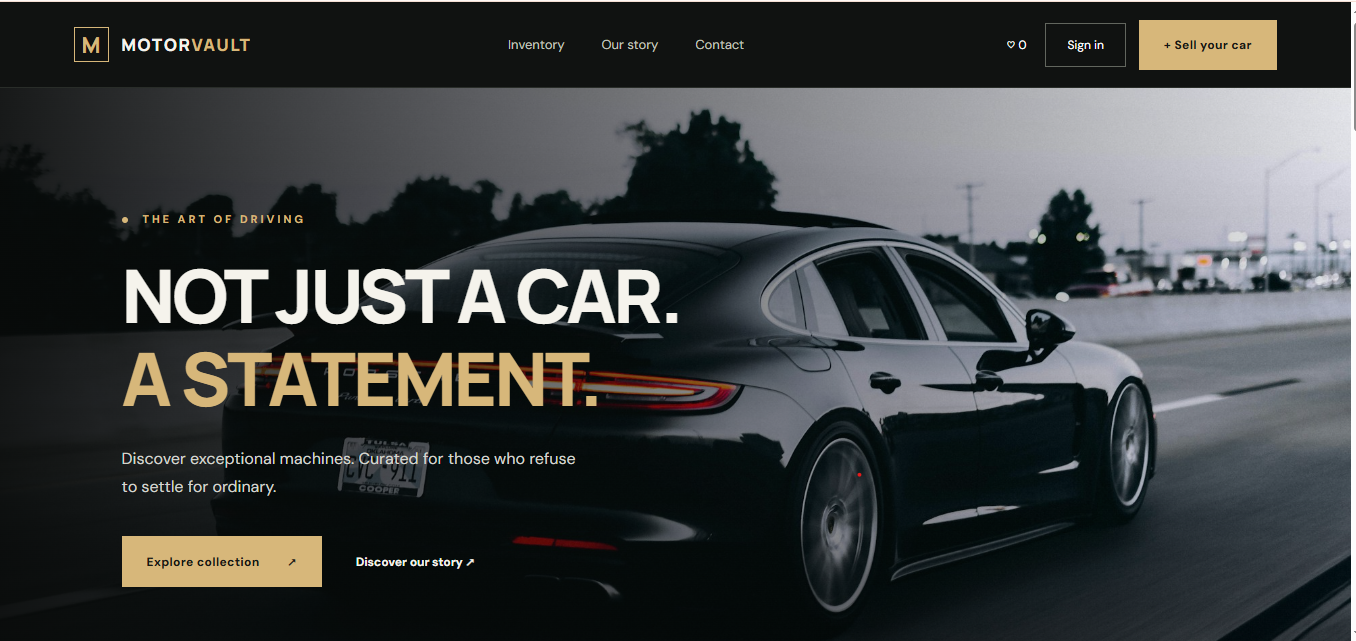 M MOTORVAULT
Inventory Our story Contact
♡ 0 Sign in + Sell your car
• THE ART OF DRIVING
NOT JUST A CAR.
A STATEMENT.
Discover exceptional machines. Curated for those who refuse
to settle for ordinary.
COOPER
Explore collection ↗ Discover our story ↗